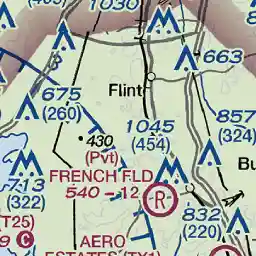 1030
663
675
(260)
Flint
857
(324)
430
(Pvt)
1045
(454)
FRENCH FLD
540 - 12
R
713
(322)
(T25)
9 C
AERO
ESTATES (TX1)
832
(220)